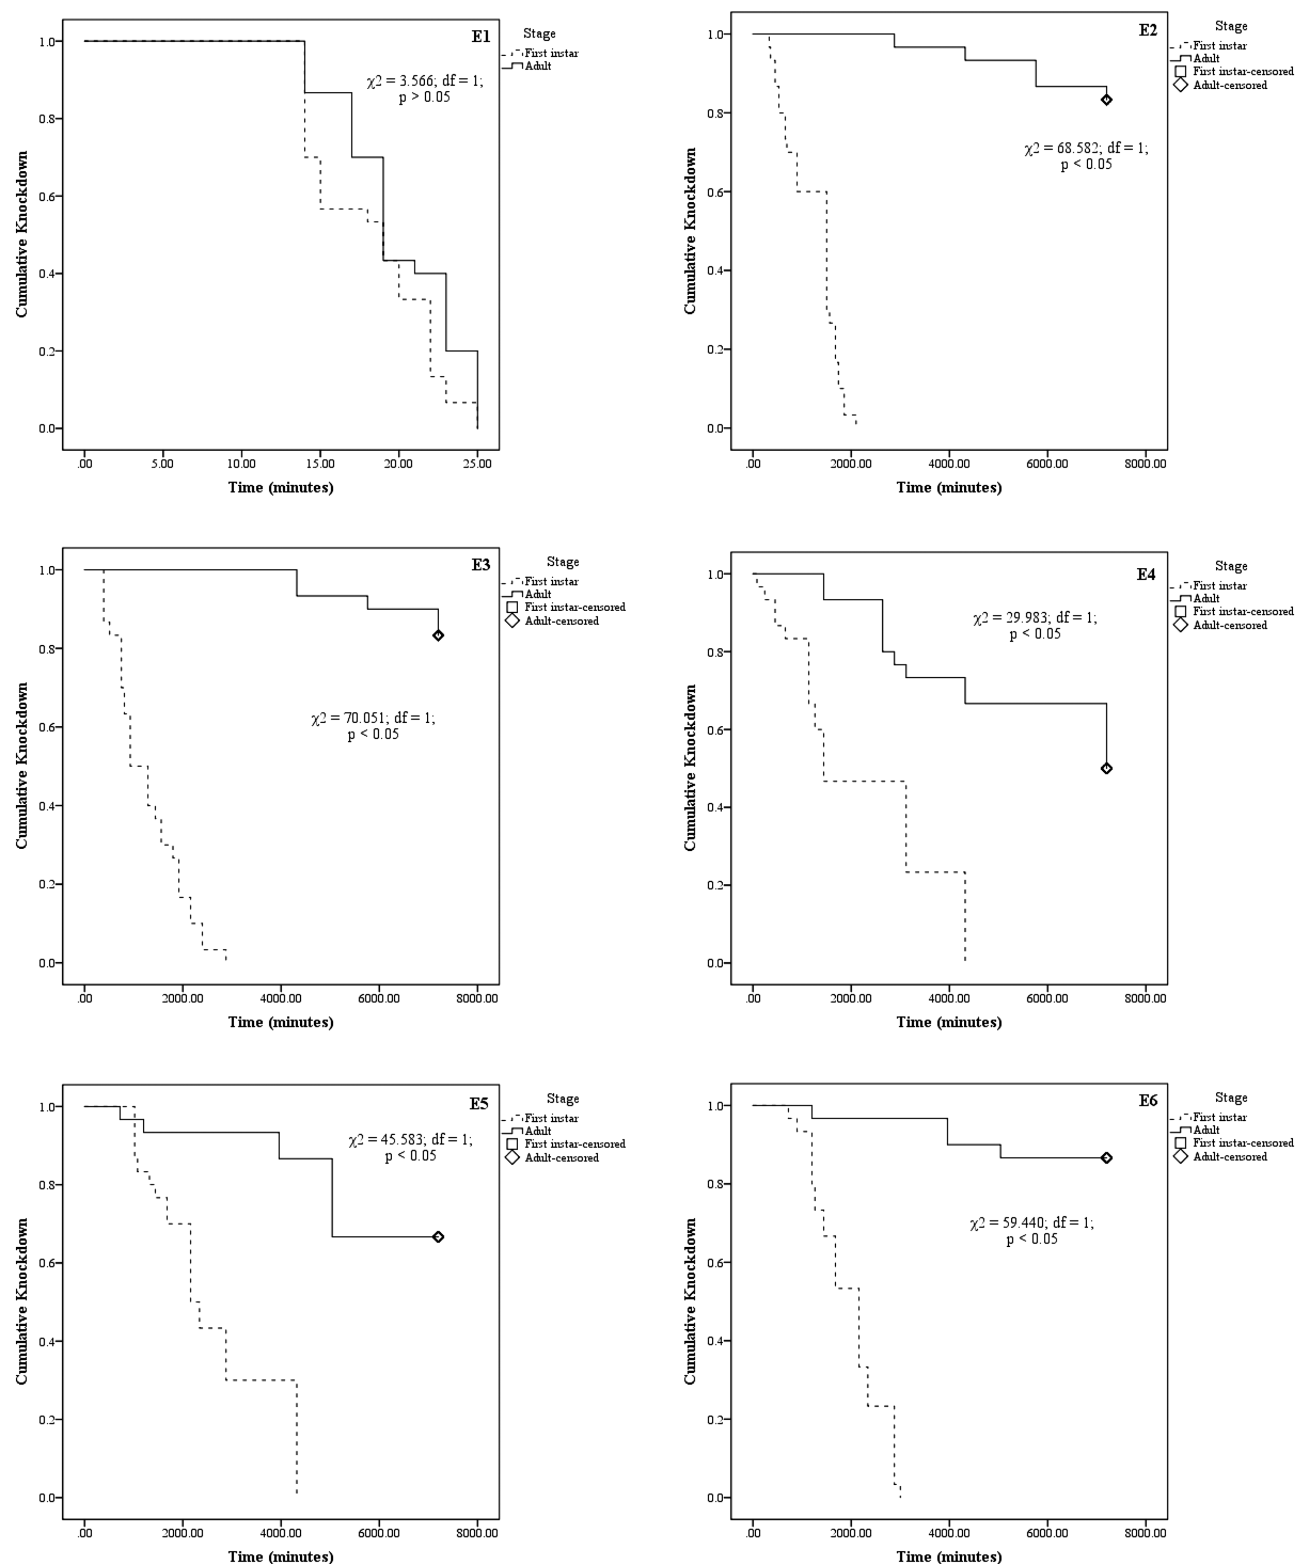 E1
Stage
First instar
Adult
χ2 = 3.566; df = 1;
p > 0.05
Cumulative Knockdown
1.0
0.8
0.6
0.4
0.2
0.0
.00 5.00 10.00 15.00 20.00 25.00
Time (minutes)
E2
Stage
First instar
Adult
First instar-censored
Adult-censored
χ2 = 68.582; df = 1;
p < 0.05
Cumulative Knockdown
1.0
0.8
0.6
0.4
0.2
0.0
.00 2000.00 4000.00 6000.00 8000.00
Time (minutes)
E3
Stage
First instar
Adult
First instar-censored
Adult-censored
χ2 = 70.051; df = 1;
p < 0.05
Cumulative Knockdown
1.0
0.8
0.6
0.4
0.2
0.0
.00 2000.00 4000.00 6000.00 8000.00
Time (minutes)
E4
Stage
First instar
Adult
First instar-censored
Adult-censored
χ2 = 29.983; df = 1;
p < 0.05
Cumulative Knockdown
1.0
0.8
0.6
0.4
0.2
0.0
.00 2000.00 4000.00 6000.00 8000.00
Time (minutes)
E5
Stage
First instar
Adult
First instar-censored
Adult-censored
χ2 = 45.583; df = 1;
p < 0.05
Cumulative Knockdown
1.0
0.8
0.6
0.4
0.2
0.0
.00 2000.00 4000.00 6000.00 8000.00
Time (minutes)
E6
Stage
First instar
Adult
First instar-censored
Adult-censored
χ2 = 59.440; df = 1;
p < 0.05
Cumulative Knockdown
1.0
0.8
0.6
0.4
0.2
0.0
.00 2000.00 4000.00 6000.00 8000.00
Time (minutes)